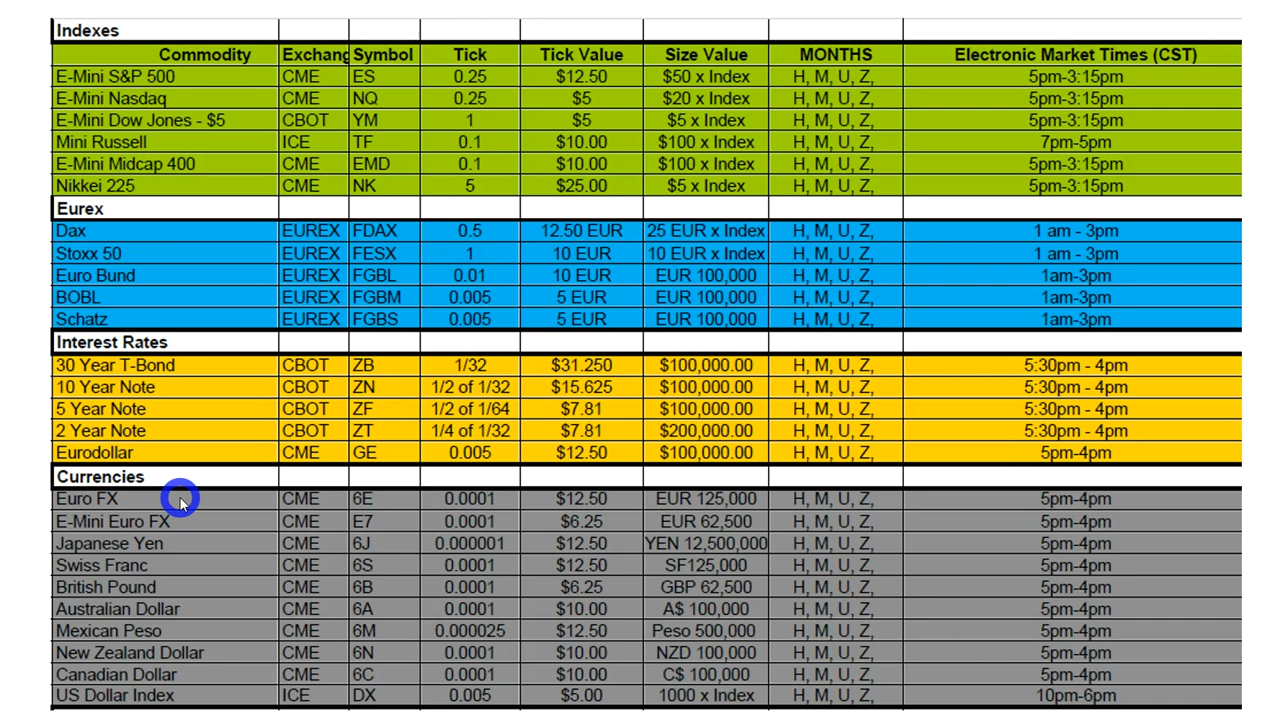 Indexes
Commodity Exchang Symbol Tick Tick Value Size Value MONTHS Electronic Market Times (CST)
E-Mini S&P 500 CME ES 0.25 $12.50 $50 x Index H, M, U, Z, 5pm-3:15pm
E-Mini Nasdaq CME NQ 0.25 $5 $20 x Index H, M, U, Z, 5pm-3:15pm
E-Mini Dow Jones - $5 CBOT YM 1 $5 $5 x Index H, M, U, Z, 5pm-3:15pm
Mini Russell ICE TF 0.1 $10.00 $100 x Index H, M, U, Z, 7pm-5pm
E-Mini Midcap 400 CME EMD 0.1 $10.00 $100 x Index H, M, U, Z, 5pm-3:15pm
Nikkei 225 CME NK 5 $25.00 $5 x Index H, M, U, Z, 5pm-3:15pm
Eurex
Dax EUREX FDAX 0.5 12.50 EUR 25 EUR x Index H, M, U, Z, 1 am - 3pm
Stoxx 50 EUREX FESX 1 10 EUR 10 EUR x Index H, M, U, Z, 1 am - 3pm
Euro Bund EUREX FGBL 0.01 10 EUR EUR 100,000 H, M, U, Z, 1am-3pm
BOBL EUREX FGBM 0.005 5 EUR EUR 100,000 H, M, U, Z, 1am-3pm
Schatz EUREX FGBS 0.005 5 EUR EUR 100,000 H, M, U, Z, 1am-3pm
Interest Rates
30 Year T-Bond CBOT ZB 1/32 $31.250 $100,000.00 H, M, U, Z, 5:30pm - 4pm
10 Year Note CBOT ZN 1/2 of 1/32 $15.625 $100,000.00 H, M, U, Z, 5:30pm - 4pm
5 Year Note CBOT ZF 1/2 of 1/64 $7.81 $100,000.00 H, M, U, Z, 5:30pm - 4pm
2 Year Note CBOT ZT 1/4 of 1/32 $7.81 $200,000.00 H, M, U, Z, 5:30pm - 4pm
Eurodollar CME GE 0.005 $12.50 $100,000.00 H, M, U, Z, 5pm-4pm
Currencies
Euro FX CME 6E 0.0001 $12.50 EUR 125,000 H, M, U, Z, 5pm-4pm
E-Mini Euro FX CME E7 0.0001 $6.25 EUR 62,500 H, M, U, Z, 5pm-4pm
Japanese Yen CME 6J 0.000001 $12.50 YEN 12,500,000 H, M, U, Z, 5pm-4pm
Swiss Franc CME 6S 0.0001 $12.50 SF125,000 H, M, U, Z, 5pm-4pm
British Pound CME 6B 0.0001 $6.25 GBP 62,500 H, M, U, Z, 5pm-4pm
Australian Dollar CME 6A 0.0001 $10.00 A$ 100,000 H, M, U, Z, 5pm-4pm
Mexican Peso CME 6M 0.000025 $12.50 Peso 500,000 H, M, U, Z, 5pm-4pm
New Zealand Dollar CME 6N 0.0001 $10.00 NZD 100,000 H, M, U, Z, 5pm-4pm
Canadian Dollar CME 6C 0.0001 $10.00 C$ 100,000 H, M, U, Z, 5pm-4pm
US Dollar Index ICE DX 0.005 $5.00 1000 x Index H, M, U, Z, 10pm-6pm